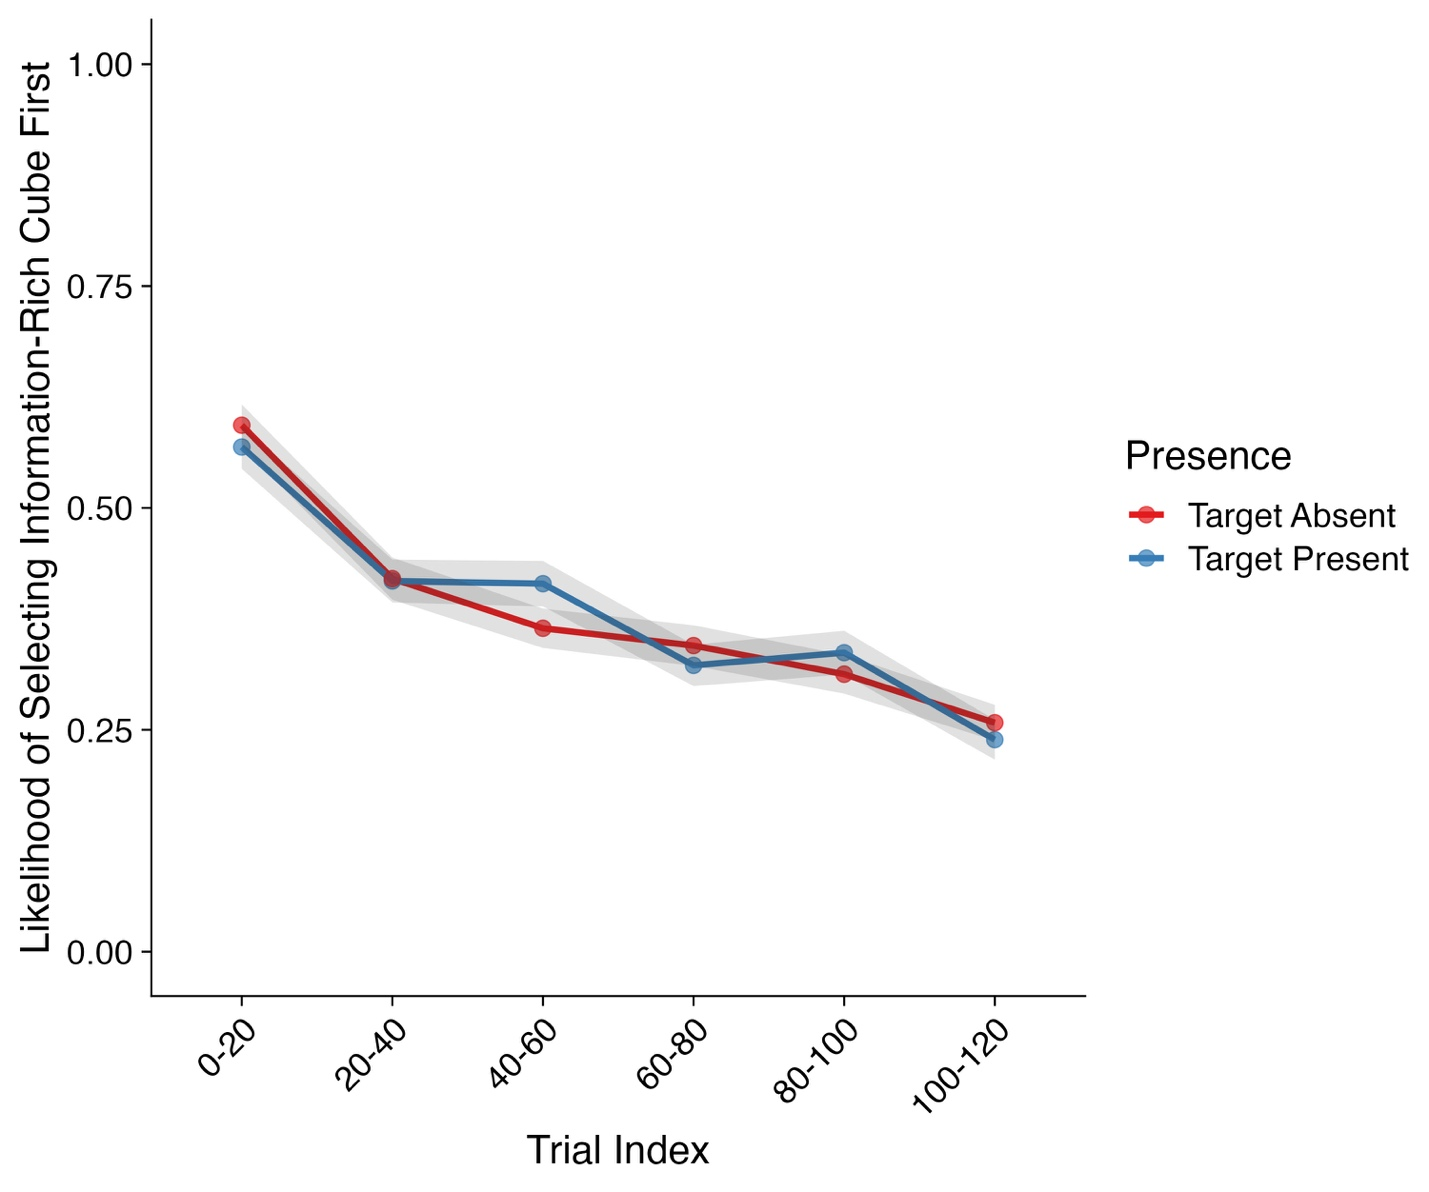 Likelihood of Selecting Information-Rich Cube First
1.00
0.75
0.50
0.25
0.00
0-20
20-40
40-60
60-80
80-100
100-120
Trial Index
Presence
Target Absent
Target Present